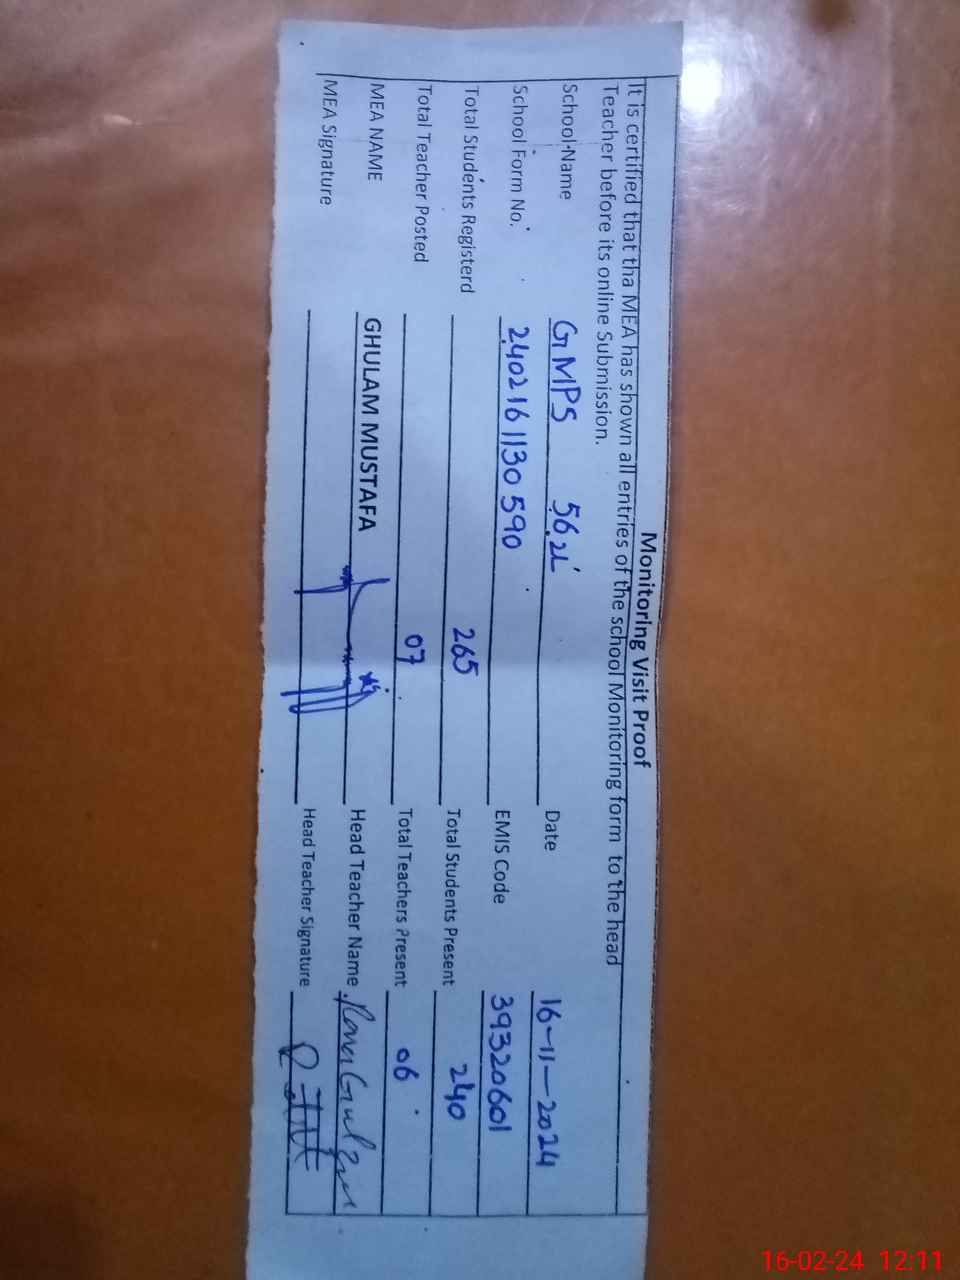 Monitoring Visit Proof
It is certified that tha MEA has shown all entries of the school Monitoring form to the head
Teacher before its online Submission.
School Name GMPS 56 2L Date 16-11-2024
School Form No. 240216 1130 590 EMIS Code 39320601
Total Students Registerd 265 Total Students Present 240
Total Teacher Posted 07 Total Teachers Present 06
MEA NAME GHULAM MUSTAFA Head Teacher Name
MEA Signature Head Teacher Signature
16-02-24 12:11